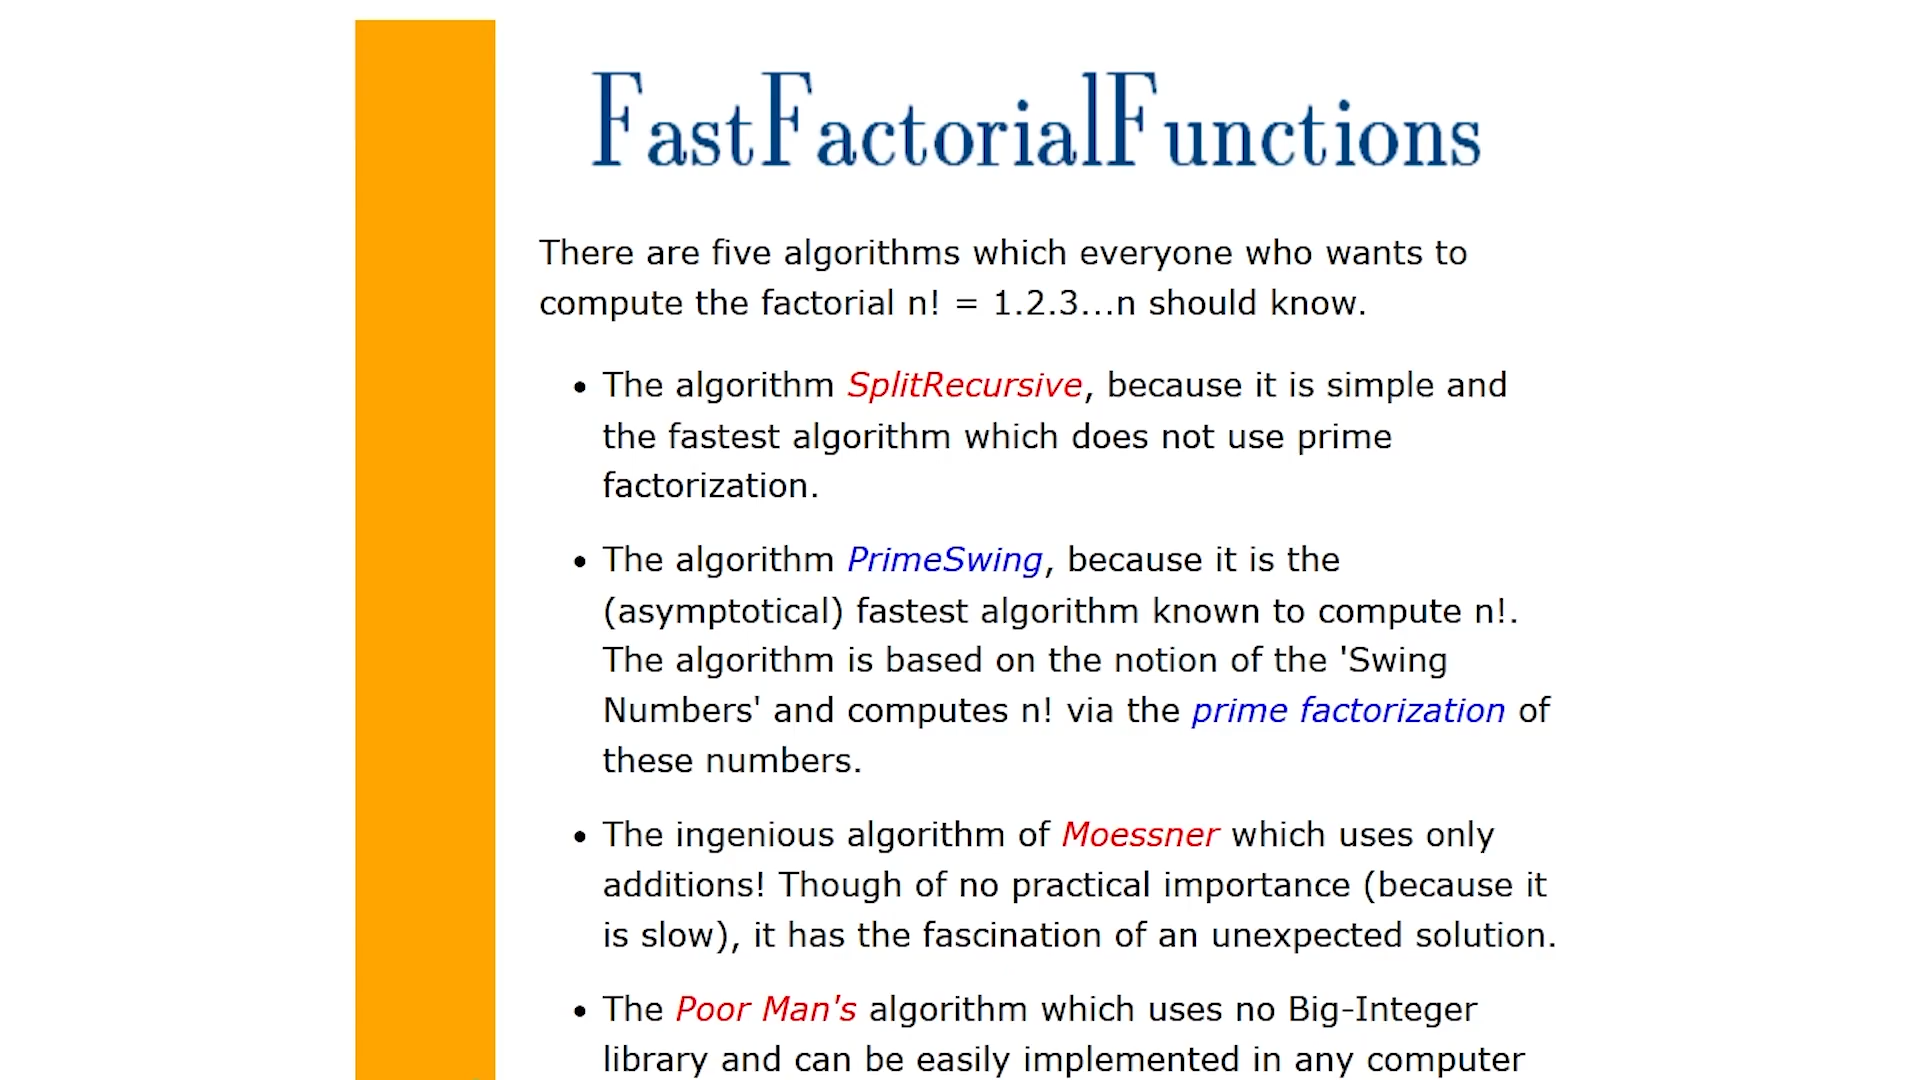 FastFactorialFunctions
There are five algorithms which everyone who wants to
compute the factorial n! = 1.2.3...n should know.
• The algorithm SplitRecursive, because it is simple and
the fastest algorithm which does not use prime
factorization.
• The algorithm PrimeSwing, because it is the
(asymptotical) fastest algorithm known to compute n!.
The algorithm is based on the notion of the 'Swing
Numbers' and computes n! via the prime factorization of
these numbers.
• The ingenious algorithm of Moessner which uses only
additions! Though of no practical importance (because it
is slow), it has the fascination of an unexpected solution.
• The Poor Man's algorithm which uses no Big-Integer
library and can be easily implemented in any computer